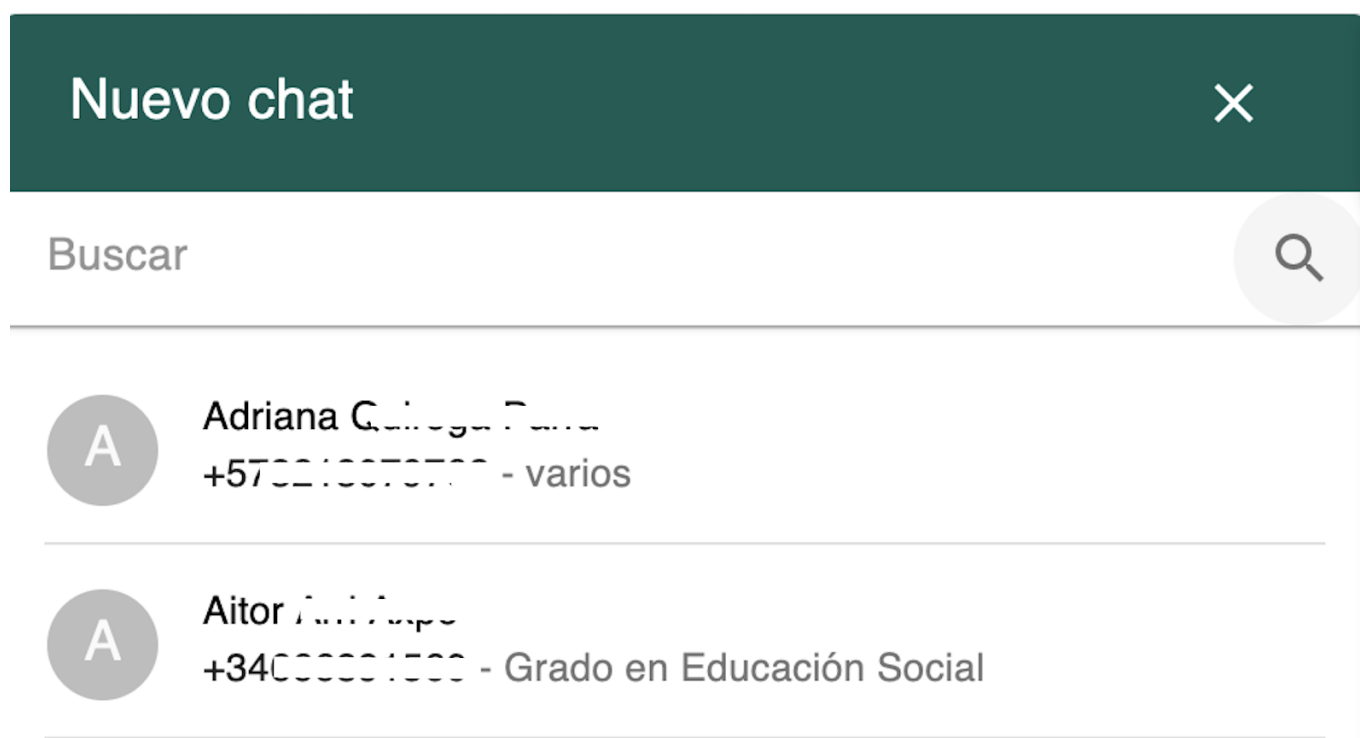 Nuevo chat
Buscar
A
Adriana
- varios
A
Aitor
- Grado en Educación Social